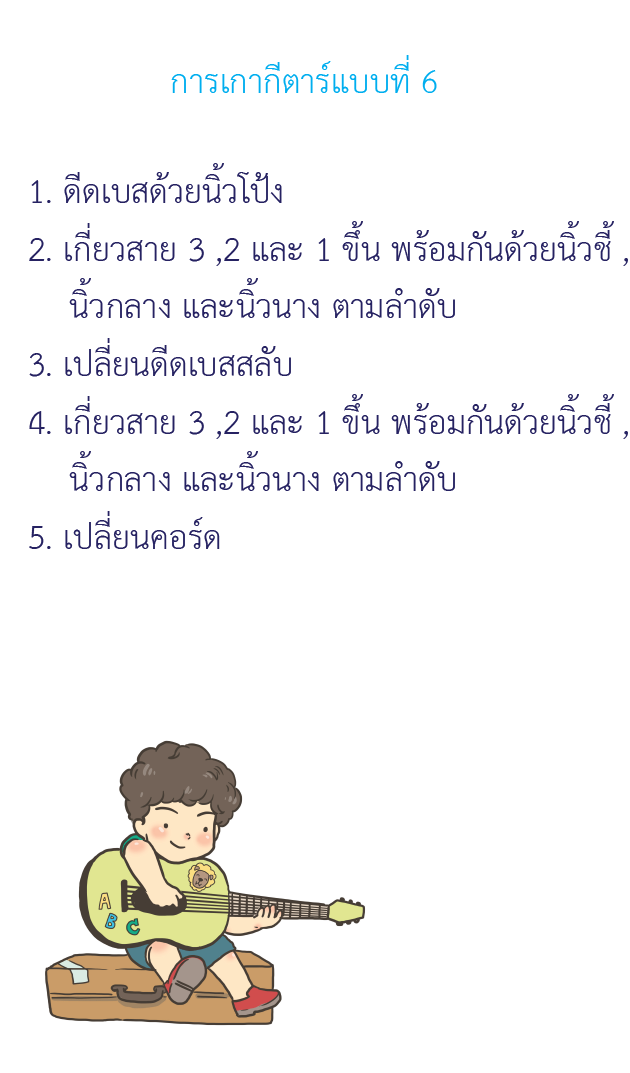 การเกากีตาร์แบบที่ 6
1. ดีดเบสด้วยนิ้วโป้ง
2. เกี่ยวสาย 3 ,2 และ 1 ขึ้น พร้อมกันด้วยนิ้วชี้ ,
นิ้วกลาง และนิ้วนาง ตามลำดับ
3. เปลี่ยนดีดเบสสลับ
4. เกี่ยวสาย 3 ,2 และ 1 ขึ้น พร้อมกันด้วยนิ้วชี้ ,
นิ้วกลาง และนิ้วนาง ตามลำดับ
5. เปลี่ยนคอร์ด
A
B
C